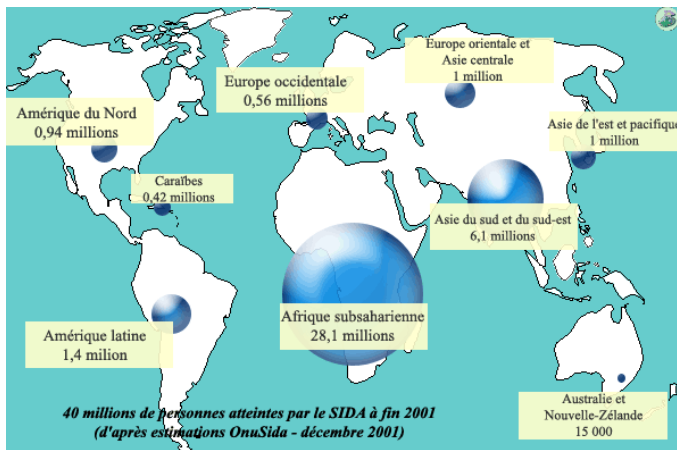 Europe orientale et
Asie centrale
1 million
Europe occidentale
0,56 millions
Amérique du Nord
0,94 millions
Asie de l'est et pacifique
1 million
Caraïbes
0,42 millions
Asie du sud et du sud-est
6,1 millions
Afrique subsaharienne
28,1 millions
Amérique latine
1,4 milion
Australie et
Nouvelle-Zélande
15 000
40 millions de personnes atteintes par le SIDA à fin 2001
(d'après estimations OnuSida - décembre 2001)